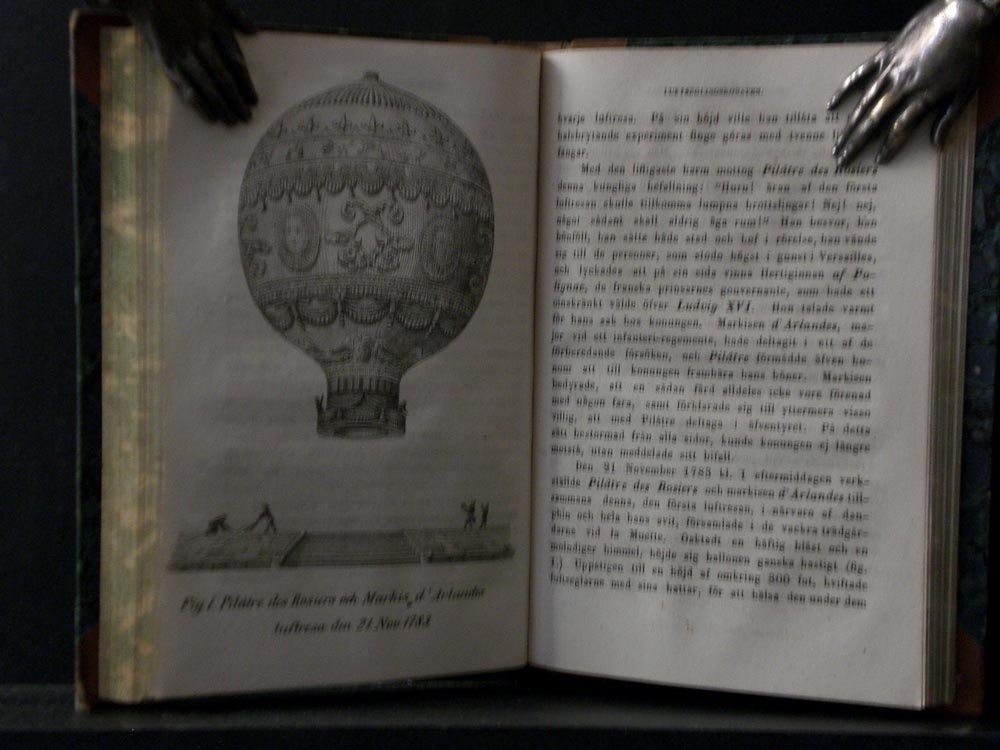 Fig 1. Pilâtre des Rosiers och Markis d'Arlandes
luftresa den 21 Nov 1783
LUFTSEGLINGSKONSTEN.
hvarje luftresa. På sin höjd ville han tillåta att
halsbrytande experiment finge göras med tvenne
fångar.
Med den lifligaste harm mottog Pilâtre des Rosiers
denna kungliga befallning: "Huru! äran af den första
luftresan skulle tillkomma lumpna brottslingar! Nej! nej,
något sådant skall aldrig äga rum!" Han besvor, han
bönföll, han satte både stad och hof i rörelse, han vände
sig till de personer, som stodo högst i gunst i Versailles,
och lyckades att på sin sida vinna Hertiginnan af Po-
lignac, de franska prinsarnes gouvernante, som hade ett
oinskränkt välde öfver Ludvig XVI. Hon talade varmt
för hans sak hos konungen. Markisen d'Arlandes, ma-
jor vid ett infanteri-regemente, hade deltagit i ett af de
förberedande försöken, och Pilâtre förmådde äfven ho-
nom att till konungen frambära hans böner. Markisen
bedyrade, att en sådan färd alldeles icke vore förenad
med någon fara, samt förklarade sig till yttermera visso
villig, att med Pilâtre deltaga i äfventyret. På detta
sätt bestormad från alla sidor, kunde konungen ej längre
motstå, utan meddelade sitt bifall.
Den 21 November 1783 kl. 1 eftermiddagen verk-
ställde Pilâtre des Rosiers och markisen d'Arlandes till-
sammans denna, den första luftresan, i närvaro af dau-
phin och hela hans svit, församlade i de vackra trädgår-
darne vid la Muette. Oaktadt en häftig blåst och en
molndiger himmel, höjde sig ballonen ganska hastigt (fig.
1.) Uppstigen till en höjd af omkring 300 fot, hviftade
luftseglarne med sina hattar, för att helsa den under dem